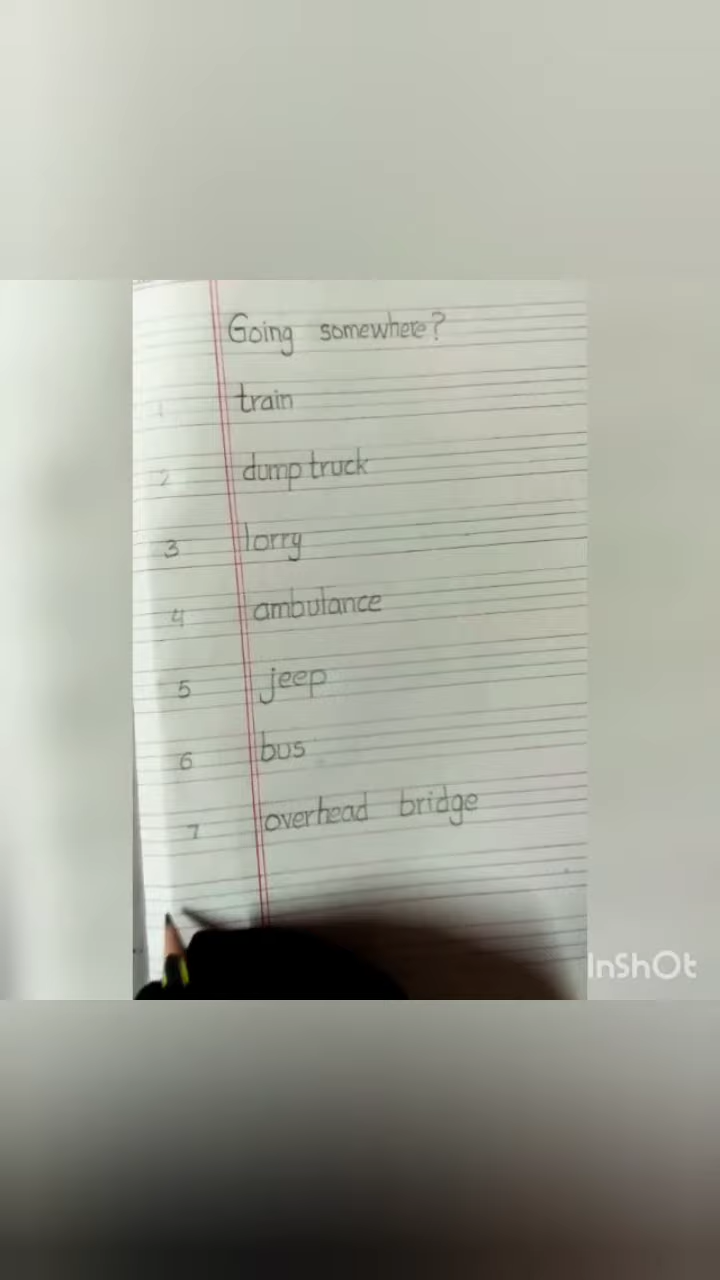 Going somewhere?
1 train
2 dump truck
3 lorry
4 ambulance
5 jeep
6 bus
7 overhead bridge
InShOt